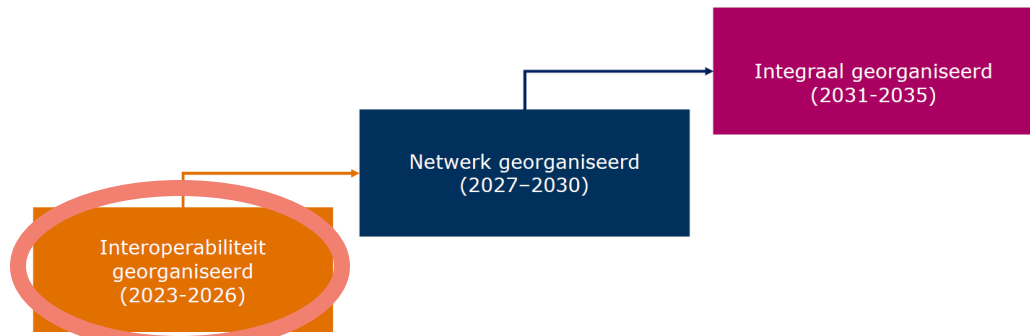 Integraal georganiseerd
(2031-2035)
Netwerk georganiseerd
(2027–2030)
Interoperabiliteit
georganiseerd
(2023-2026)